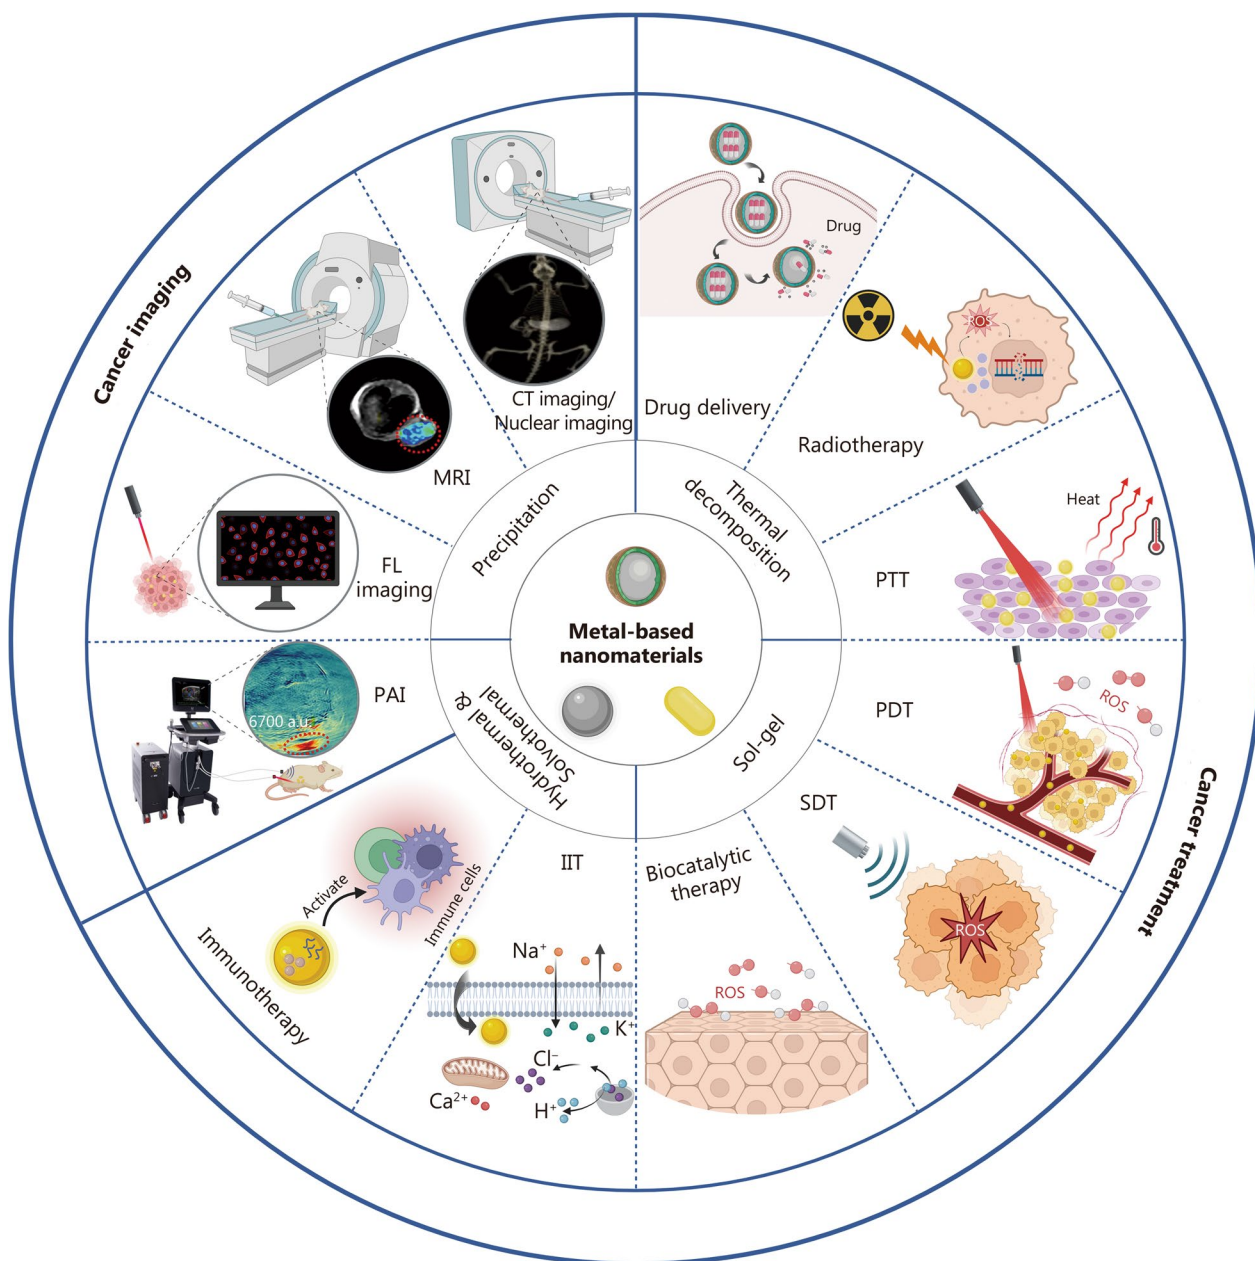 Cancer imaging
CT imaging/
Nuclear imaging
MRI
FL
imaging
PAI
6700 a.u.
Drug
Drug delivery
ROS
Radiotherapy
Heat
PTT
ROS
PDT
SDT
ROS
Cancer treatment
Biocatalytic
therapy
ROS
IIT
Na⁺
K⁺
Cl⁻
Ca²⁺
H⁺
Activate
Immune cells
Immunotherapy
Precipitation
Thermal
decomposition
Sol-gel
Hydrothermal &
Solvothermal
Metal-based
nanomaterials